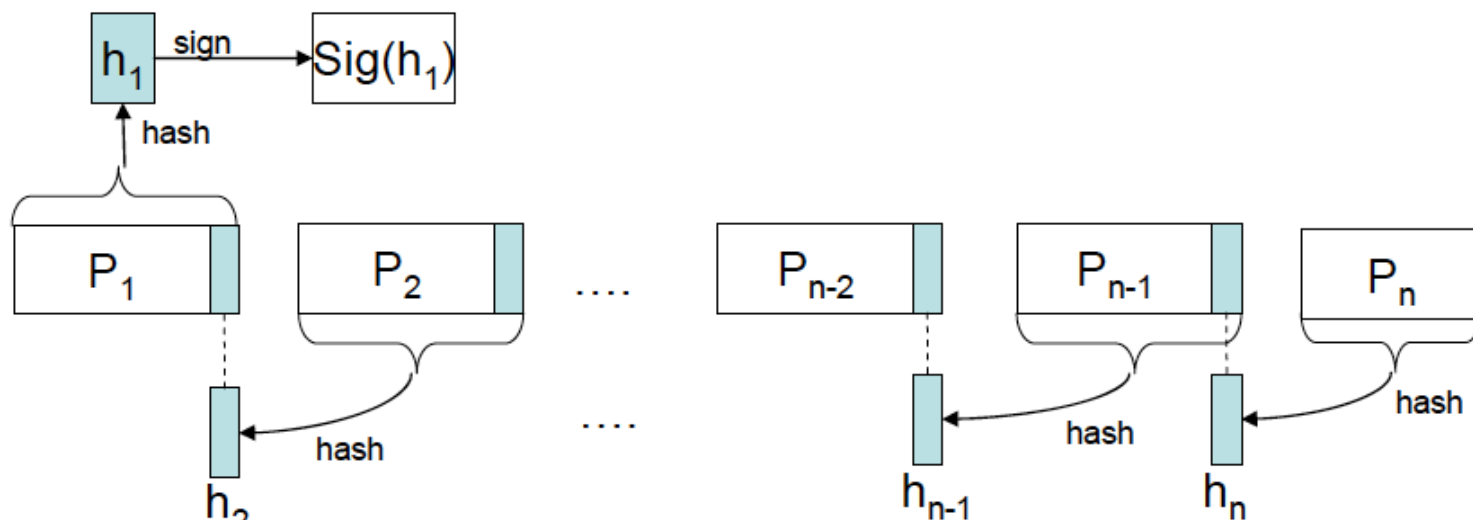 h₁ sign Sig(h₁)
hash
P₁ P₂ .... Pₙ₋₂ Pₙ₋₁ Pₙ
....
hash hash hash
h₂ hₙ₋₁ hₙ